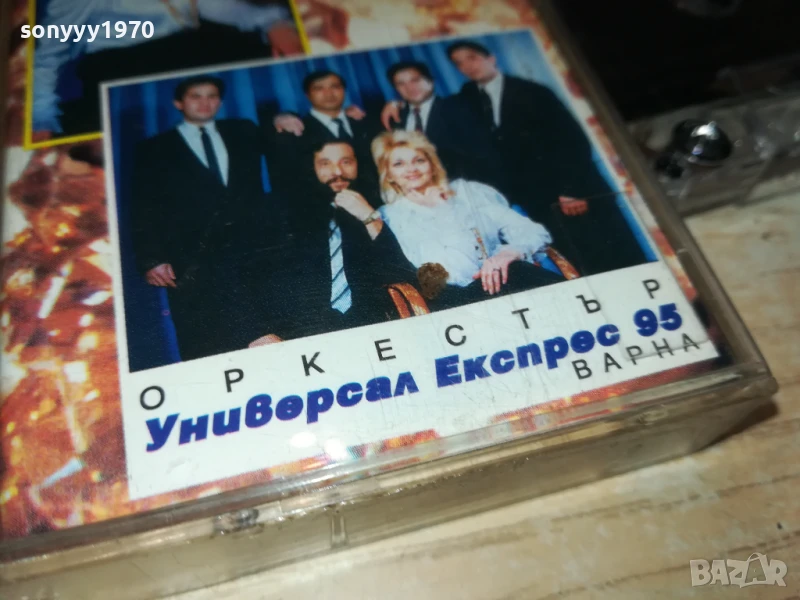 sonyyy1970
ОРКЕСТЪР
Универсал Експрес 95
ВАРНА
BAZAR